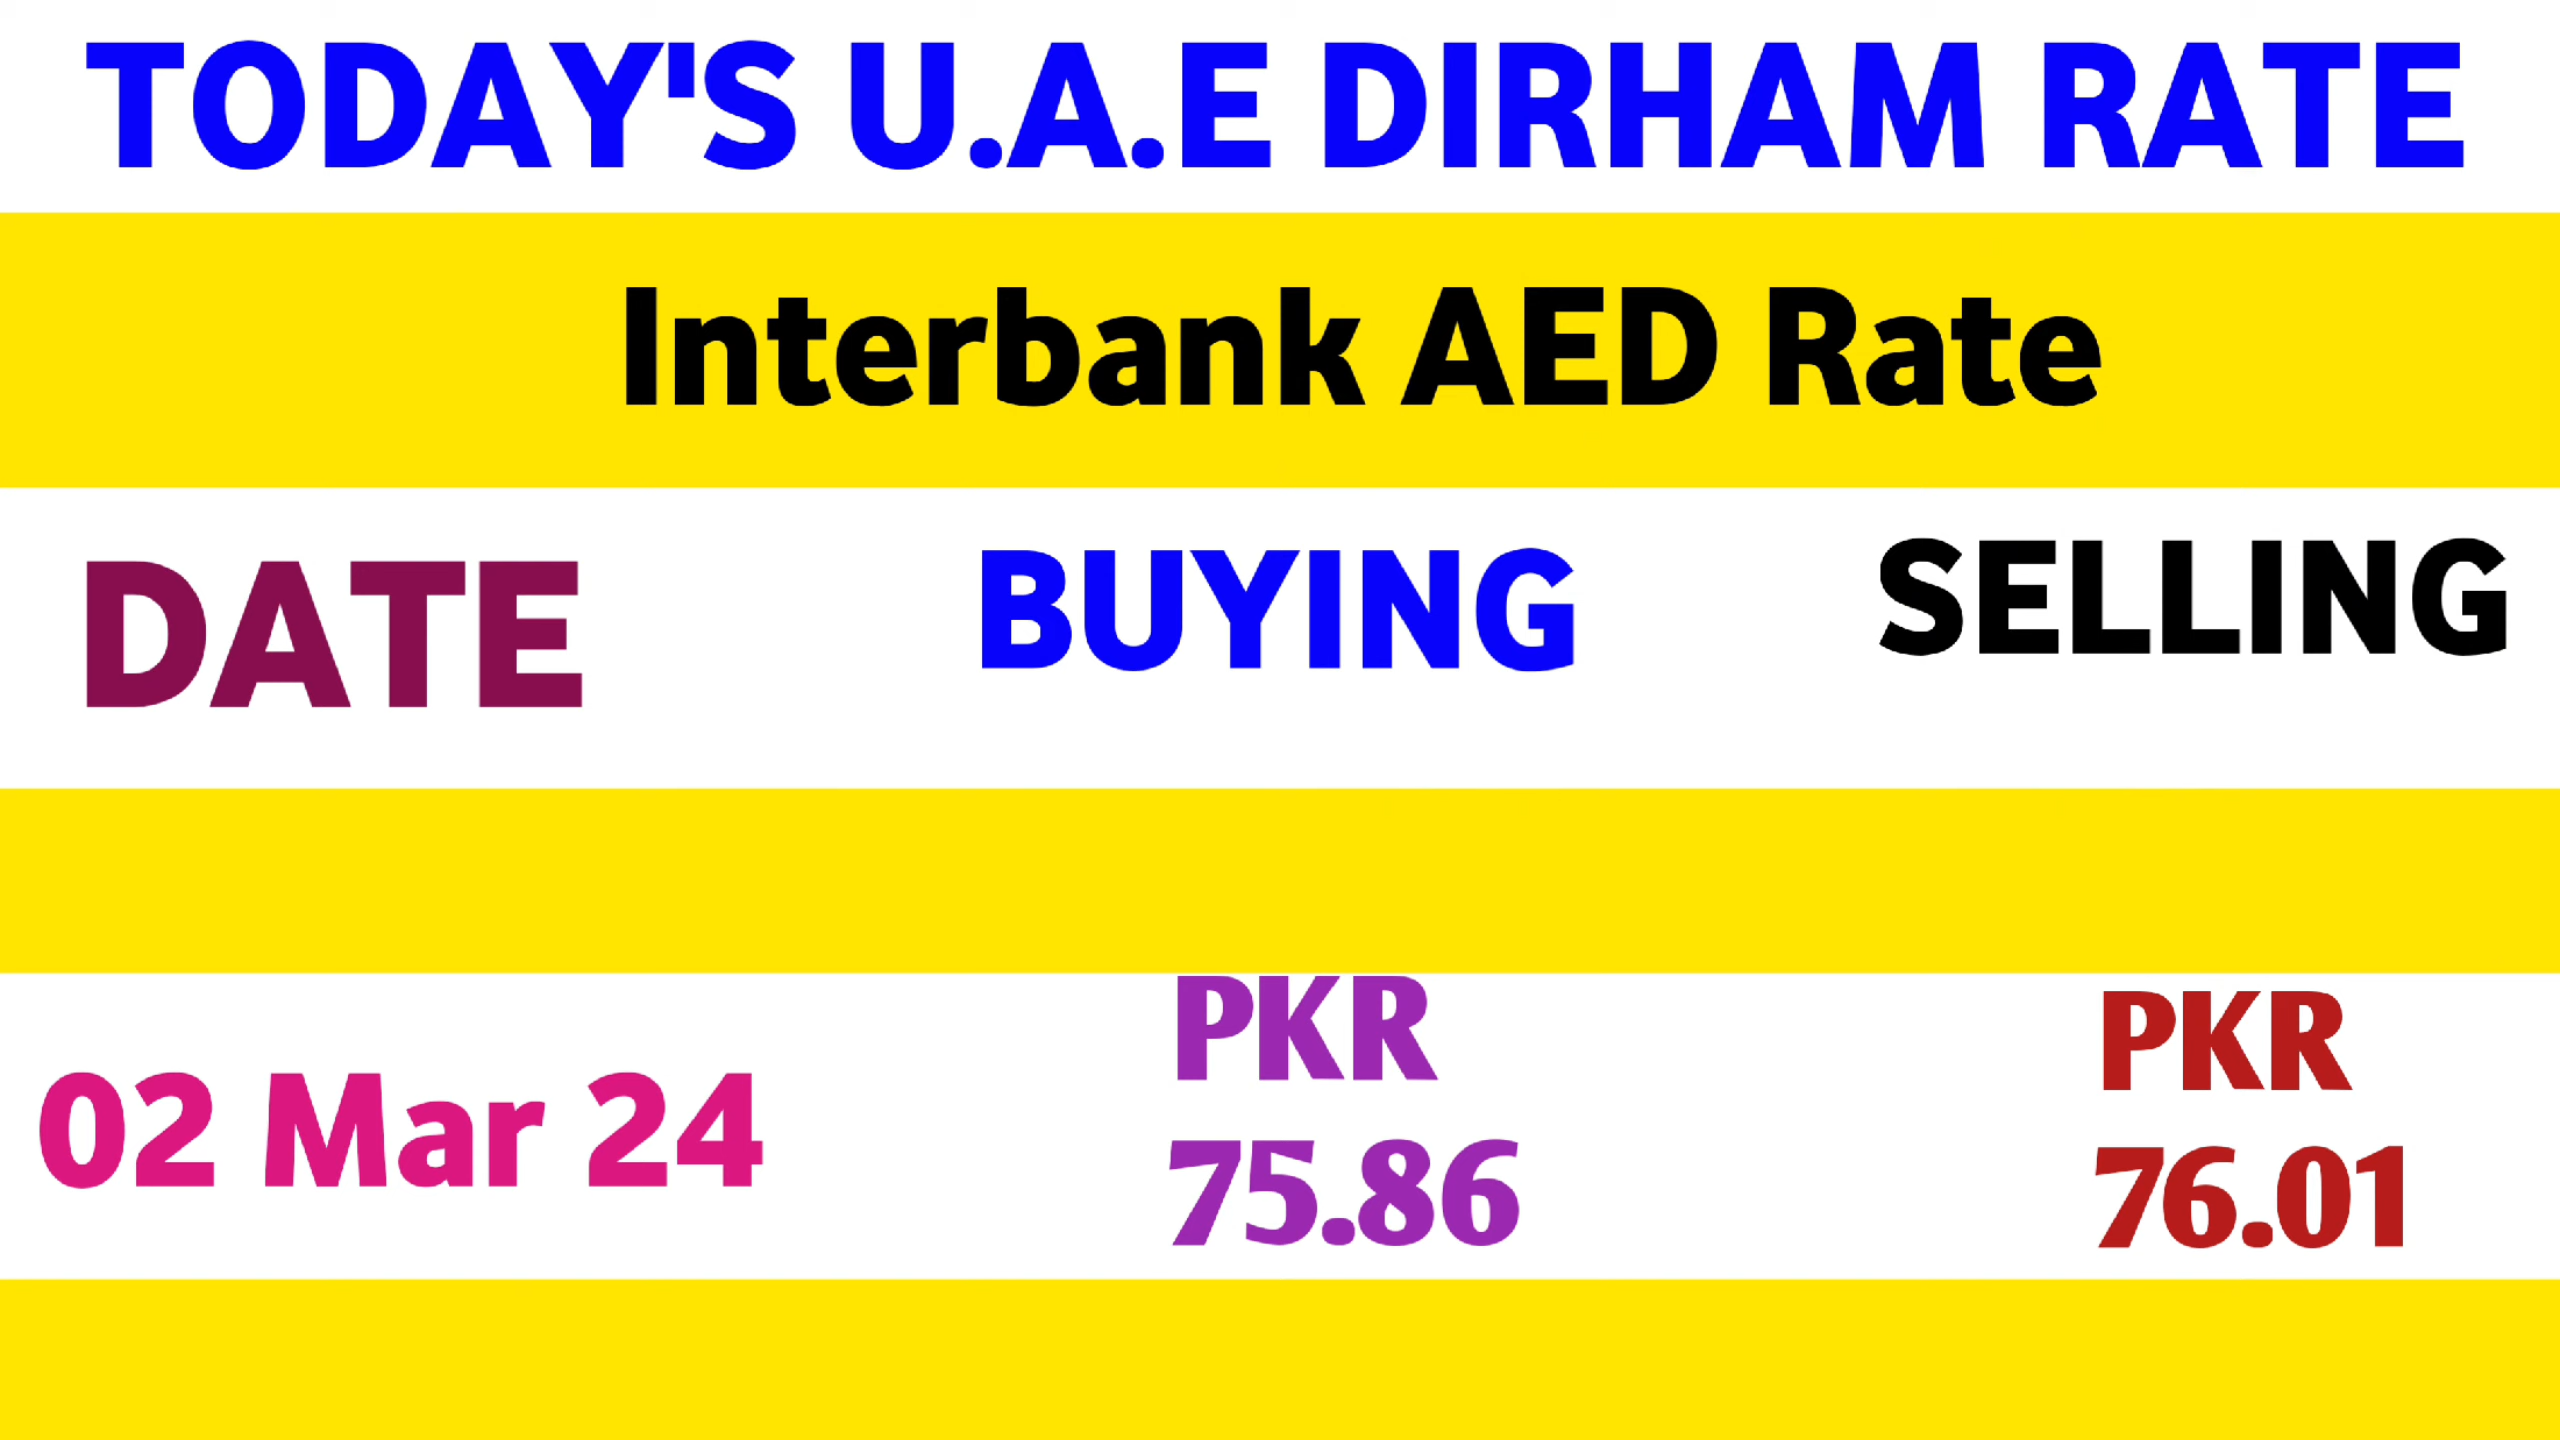 TODAY'S U.A.E DIRHAM RATE
Interbank AED Rate
DATE BUYING SELLING
PKR PKR
02 Mar 24 75.86 76.01